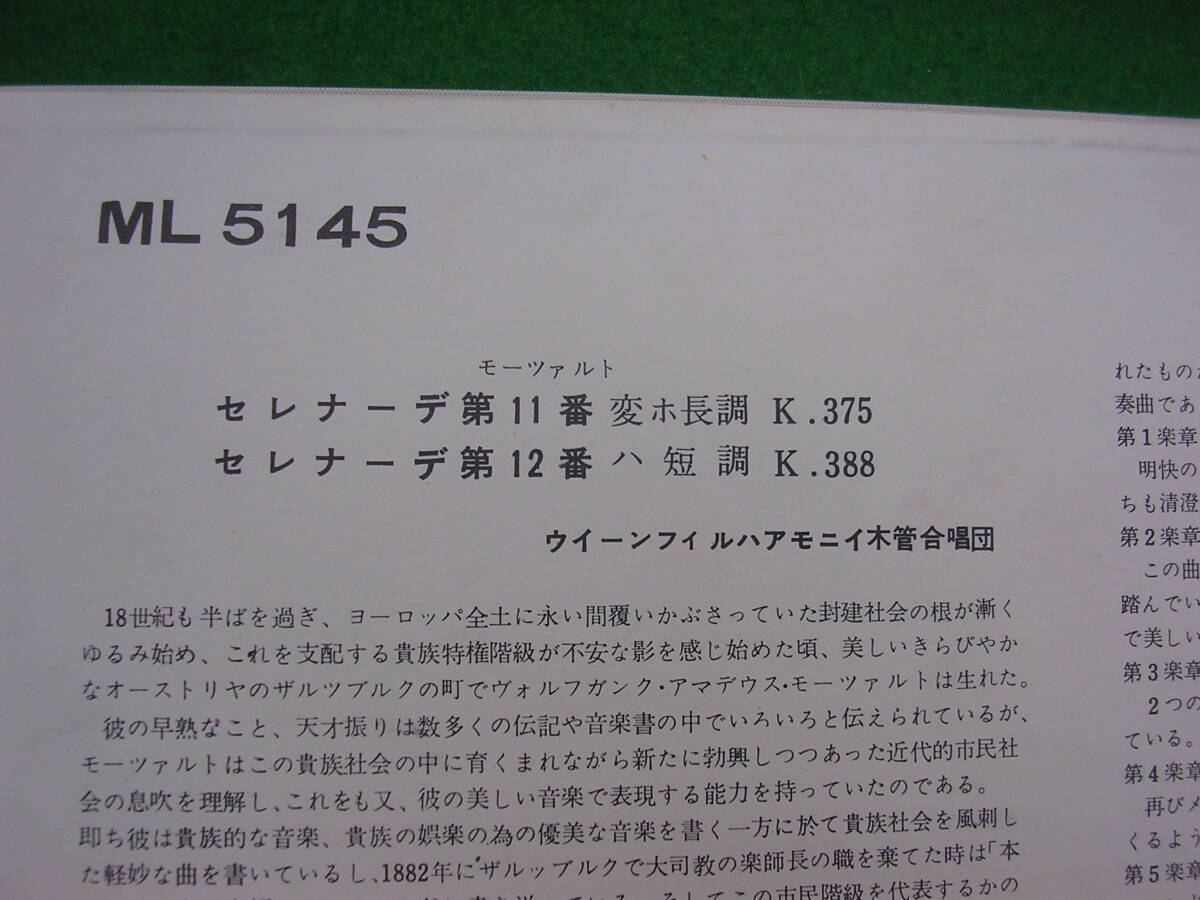 ML 5145
モーツァルト
セレナーデ第11番 変ホ長調 K.375
セレナーデ第12番 ハ短調 K.388
ウイーンフィルハアモニイ木管合唱団
18世紀も半ばを過ぎ、ヨーロッパ全土に永い間覆いかぶさっていた封建社会の根が漸く
ゆるみ始め、これを支配する貴族特権階級が不安な影を感じ始めた頃、美しいきらびやか
なオーストリヤのザルツブルクの町でヴォルフガンク・アマデウス・モーツァルトは生れた。
彼の早熟なこと、天才振りは数多くの伝記や音楽書の中でいろいろと伝えられているが、
モーツァルトはこの貴族社会の中に育くまれながら新たに勃興しつつあった近代的市民社
会の息吹を理解し、これをも又、彼の美しい音楽で表現する能力を持っていたのである。
即ち彼は貴族的な音楽、貴族の娯楽の為の優美な音楽を書く一方に於て貴族社会を風刺し
た軽妙な曲を書いているし、1882年にザルッブルクで大司教の楽師長の職を棄てた時は「本
そしてこの市民階級を代表するかの
れたものだ
奏曲であ
第1楽章
明快の
ちも清澄
第2楽章
この曲
踏んでい
で美しい
第3楽章
2つの
ている。
第4楽章
再びメ
くるよう
第5楽章